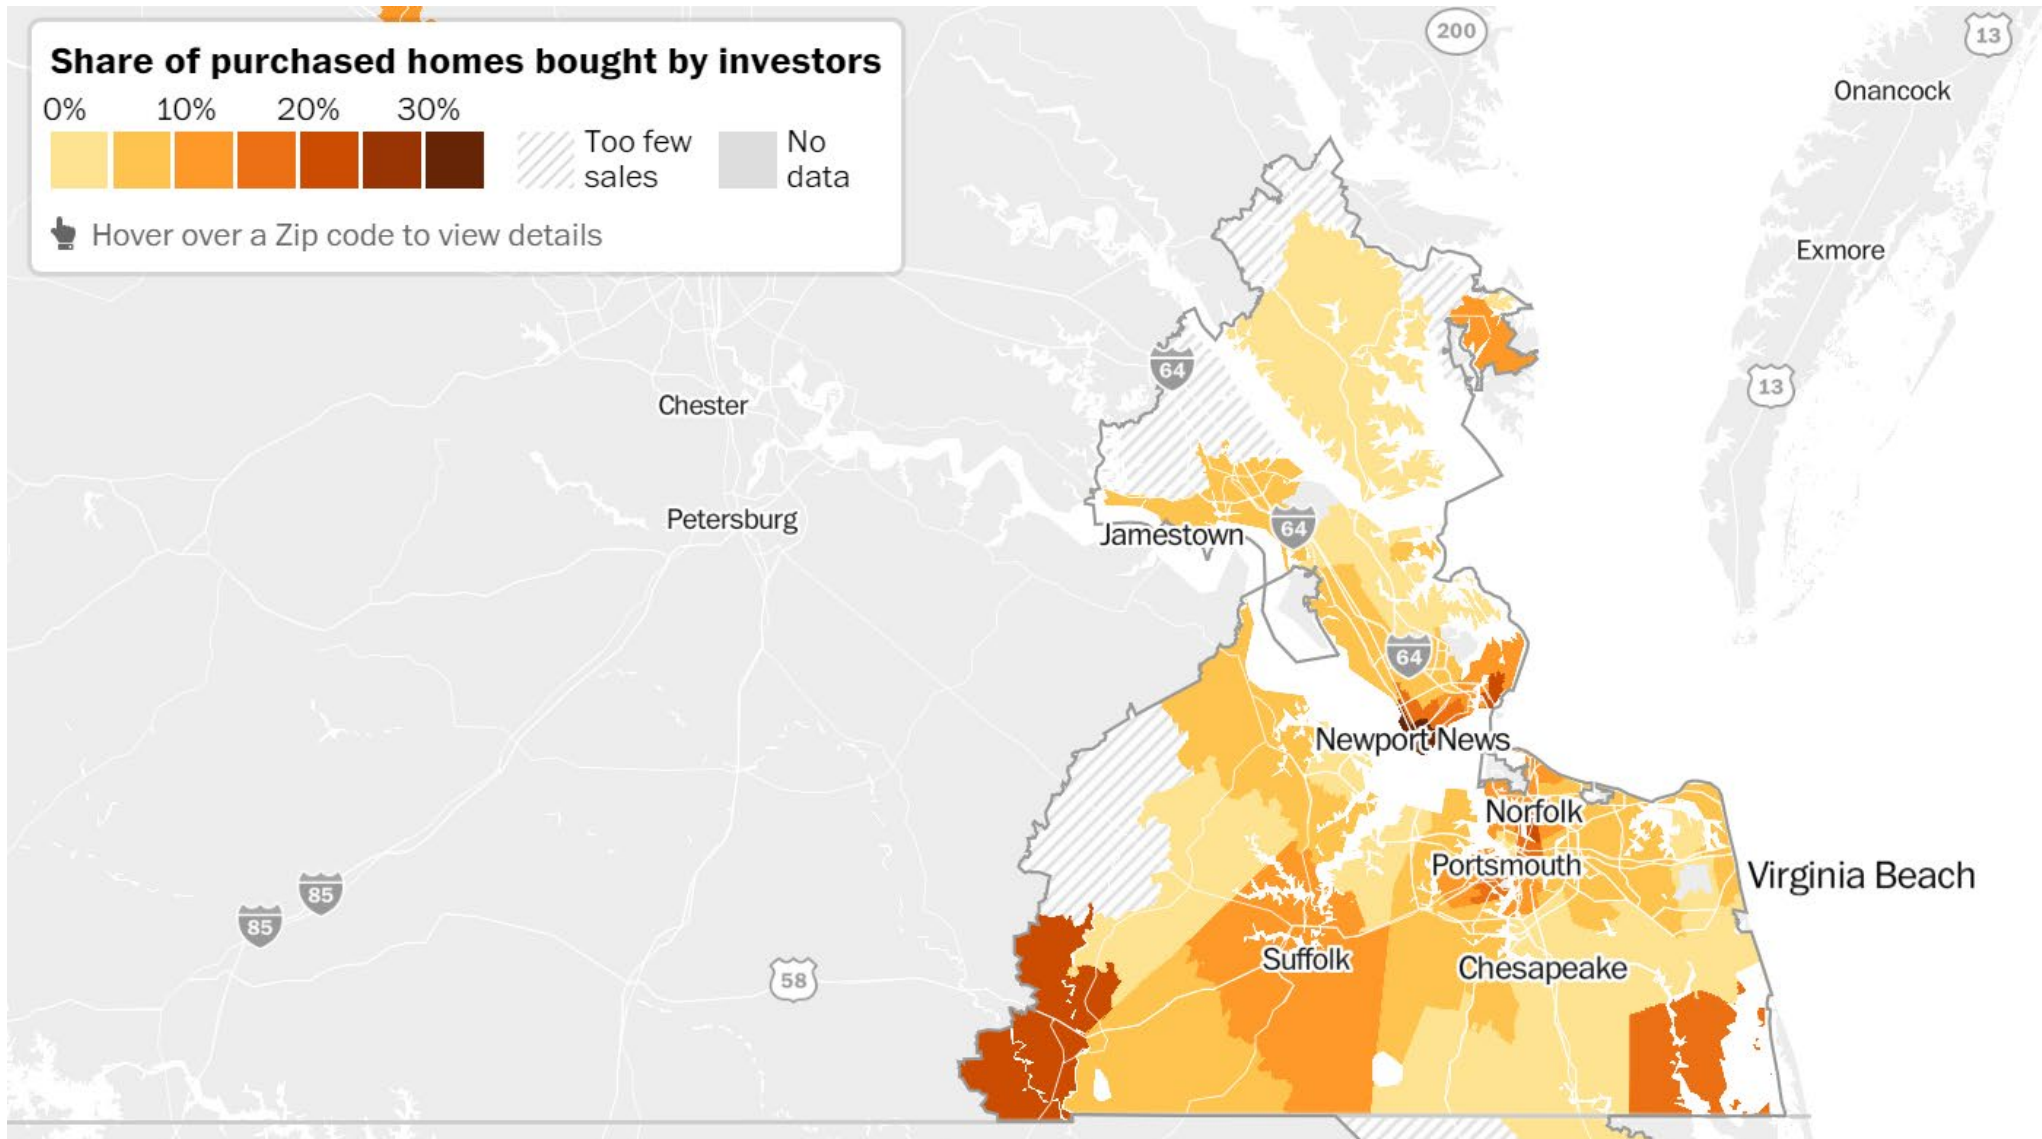 Share of purchased homes bought by investors
0% 10% 20% 30%
Too few
sales
No
data
Hover over a Zip code to view details
200
13
Onancock
Exmore
64
13
Chester
Petersburg
Jamestown
64
64
Newport News
Norfolk
Portsmouth
Virginia Beach
85
85
Suffolk
Chesapeake
58